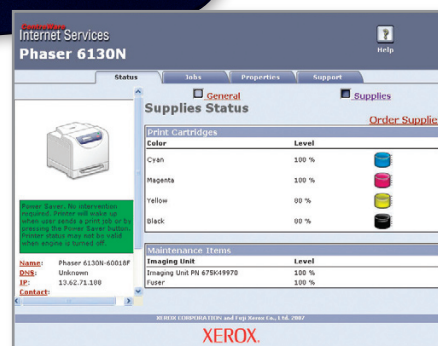 CentreWare
Internet Services
Phaser 6130N
Help
Status Jobs Properties Support
General Supplies
Supplies Status
Order Supplie
Print Cartridges
Color Level
Cyan 100 %
Magenta 100 %
Yellow 80 %
Black 80 %
Maintenance Items
Imaging Unit Level
Imaging Unit PN 675K49970 100 %
Fuser 100 %
Power Saver. No intervention
required. Printer will wake up
when user sends a print job or by
pressing the Power Saver button.
Printer status may not be valid
when engine is turned off.
Name: Phaser 6130N-60018F
DNS: Unknown
IP: 13.62.71.100
Contact:
XEROX CORPORATION and Fuji Xerox Co., Ltd. 2007
XEROX.